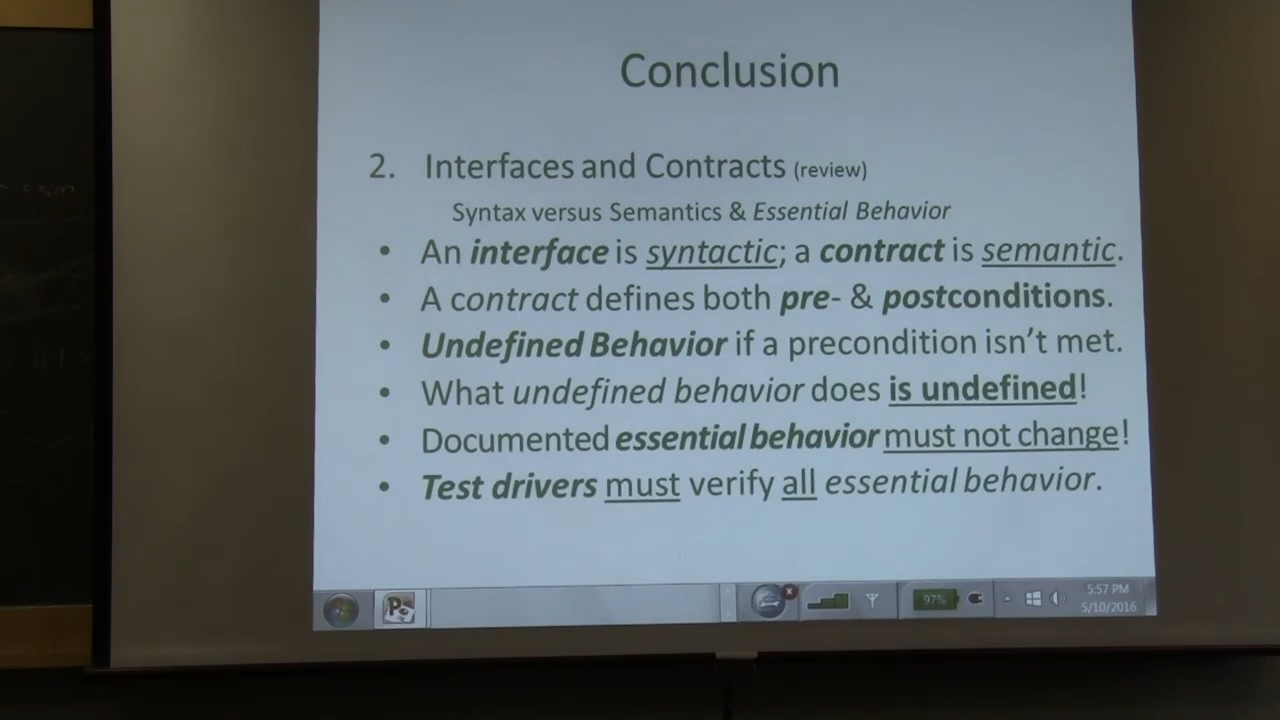 Conclusion
2. Interfaces and Contracts (review)
Syntax versus Semantics & Essential Behavior
• An interface is syntactic; a contract is semantic.
• A contract defines both pre- & postconditions.
• Undefined Behavior if a precondition isn't met.
• What undefined behavior does is undefined!
• Documented essential behavior must not change!
• Test drivers must verify all essential behavior.
97%
5:57 PM
5/10/2016